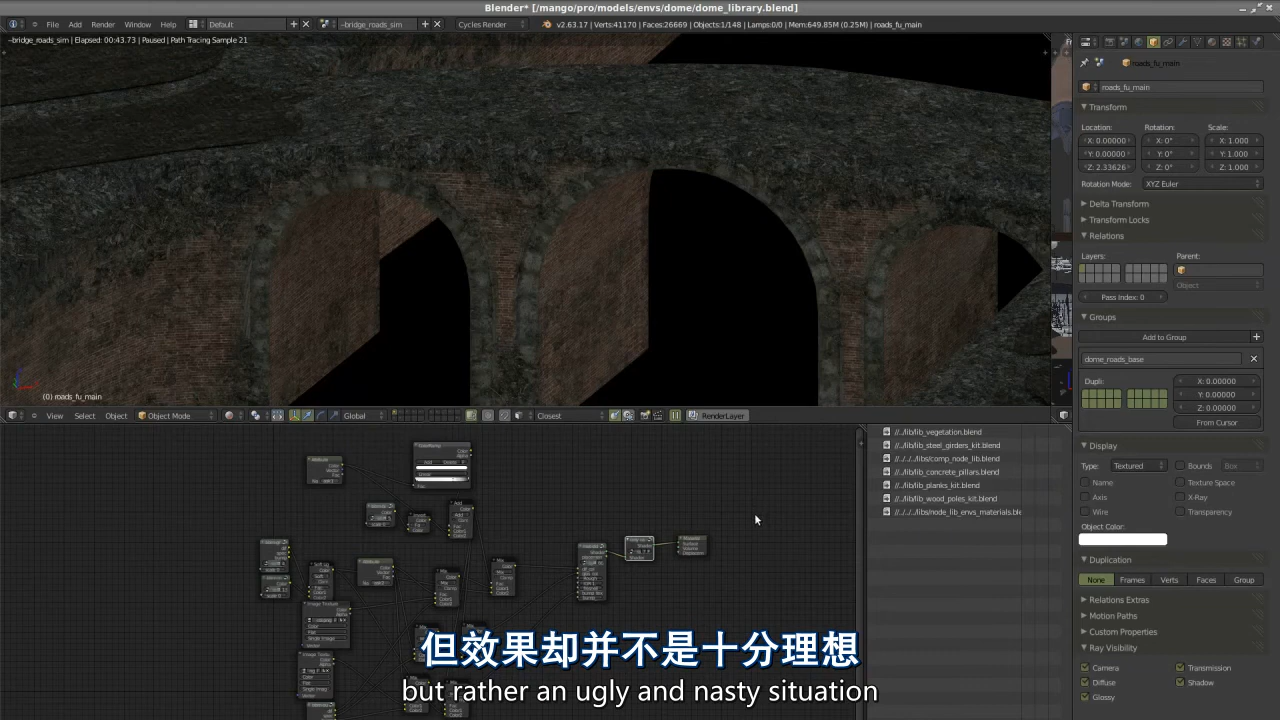 Blender* [/mango/pro/models/envs/dome/dome_library.blend]
File Add Render Window Help Default --bridge_roads_sim Cycles Render v2.63.17 | Verts:41170 | Faces:26669 | Objects:1/148 | Lamps:0/0 | Mem:649.85M (0.25M) | roads_fu_main
--bridge_roads_sim | Elapsed: 00:43.73 | Paused | Path Tracing Sample 21
(0) roads_fu_main
View Select Object Object Mode Global Closest RenderLayer
roads_fu_main
roads_fu_main
Transform
Location: Rotation: Scale:
X: 0.00000 X: 0° X: 1.000
Y: 0.00000 Y: 0° Y: 1.000
Z: 2.33626 Z: 0° Z: 1.000
Rotation Mode: XYZ Euler
Delta Transform
Transform Locks
Relations
Layers: Parent:
Object
Pass Index: 0
Groups
Add to Group
dome_roads_base
Dupli:
X: 0.00000
Y: 0.00000
Z: 0.00000
From Cursor
Display
Type: Textured Bounds Box
Name Texture Space
Axis X-Ray
Wire Transparency
Object Color:
Duplication
None Frames Verts Faces Group
Relations Extras
Motion Paths
Custom Properties
Ray Visibility
Camera Transmission
Diffuse Shadow
Glossy
//../lib/lib_vegetation.blend
//../lib/lib_steel_girders_kit.blend
//../../../libs/comp_node_lib.blend
//../lib/lib_concrete_pillars.blend
//../lib/lib_planks_kit.blend
//../lib/lib_wood_poles_kit.blend
//../../../libs/node_lib_envs_materials.ble
但效果却并不是十分理想
but rather an ugly and nasty situation